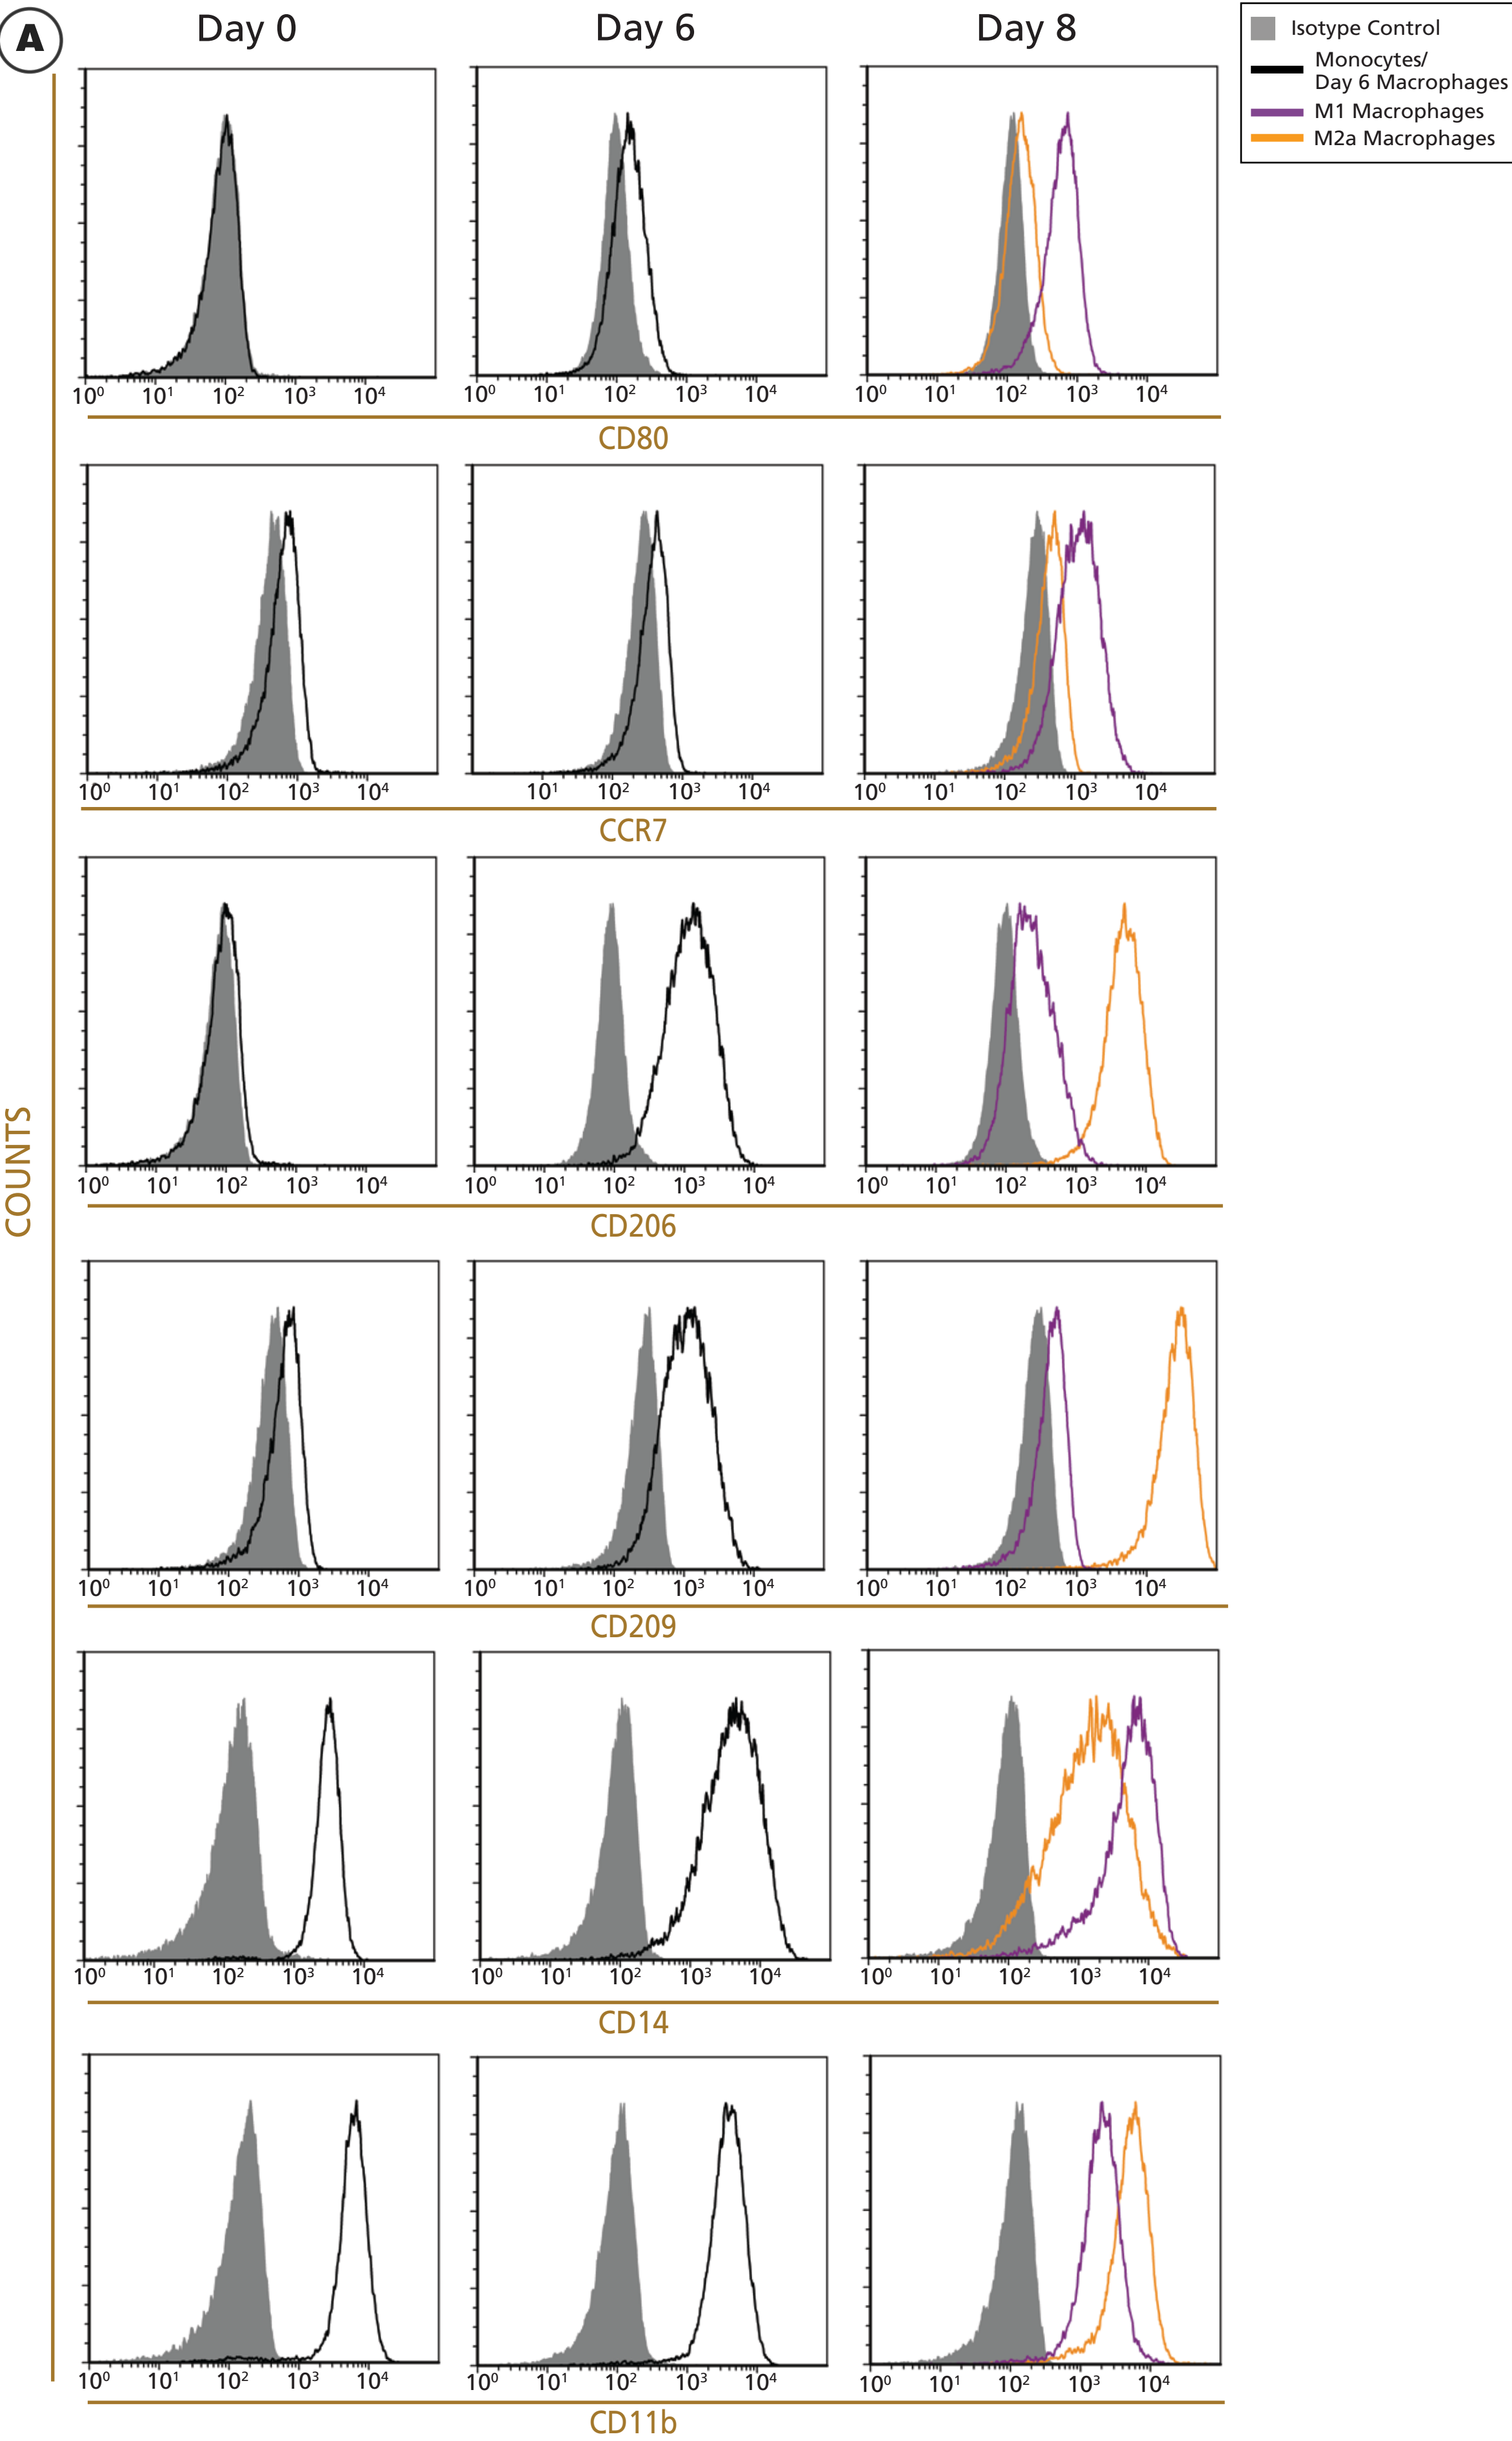 A
Day 0
Day 6
Day 8
Isotype Control
Monocytes/
Day 6 Macrophages
M1 Macrophages
M2a Macrophages
COUNTS
10⁰ 10¹ 10² 10³ 10⁴
10⁰ 10¹ 10² 10³ 10⁴
10⁰ 10¹ 10² 10³ 10⁴
CD80
10⁰ 10¹ 10² 10³ 10⁴
10¹ 10² 10³ 10⁴
10⁰ 10¹ 10² 10³ 10⁴
CCR7
10⁰ 10¹ 10² 10³ 10⁴
10⁰ 10¹ 10² 10³ 10⁴
10⁰ 10¹ 10² 10³ 10⁴
CD206
10⁰ 10¹ 10² 10³ 10⁴
10⁰ 10¹ 10² 10³ 10⁴
10⁰ 10¹ 10² 10³ 10⁴
CD209
10⁰ 10¹ 10² 10³ 10⁴
10⁰ 10¹ 10² 10³ 10⁴
10⁰ 10¹ 10² 10³ 10⁴
CD14
10⁰ 10¹ 10² 10³ 10⁴
10⁰ 10¹ 10² 10³ 10⁴
10⁰ 10¹ 10² 10³ 10⁴
CD11b